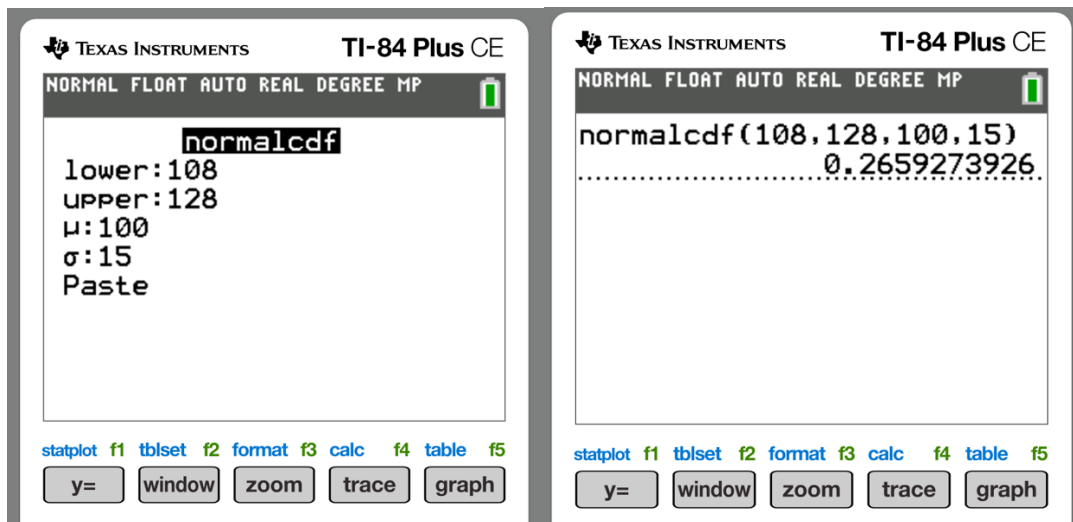 TEXAS INSTRUMENTS TI-84 Plus CE
NORMAL FLOAT AUTO REAL DEGREE MP
normalcdf
lower:108
upper:128
μ:100
σ:15
Paste
statplot f1 tblset f2 format f3 calc f4 table f5
y= window zoom trace graph
TEXAS INSTRUMENTS TI-84 Plus CE
NORMAL FLOAT AUTO REAL DEGREE MP
normalcdf(108,128,100,15)
0.2659273926
statplot f1 tblset f2 format f3 calc f4 table f5
y= window zoom trace graph